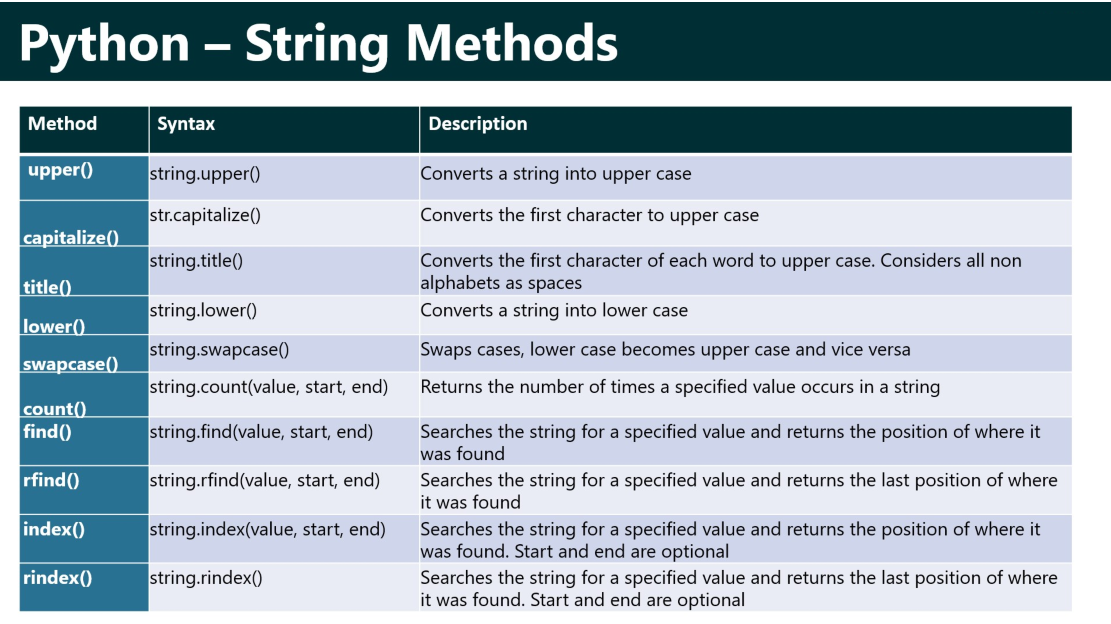 Python – String Methods
Method Syntax Description
upper() string.upper() Converts a string into upper case
capitalize() str.capitalize() Converts the first character to upper case
title() string.title() Converts the first character of each word to upper case. Considers all non
alphabets as spaces
lower() string.lower() Converts a string into lower case
swapcase() string.swapcase() Swaps cases, lower case becomes upper case and vice versa
count() string.count(value, start, end) Returns the number of times a specified value occurs in a string
find() string.find(value, start, end) Searches the string for a specified value and returns the position of where it
was found
rfind() string.rfind(value, start, end) Searches the string for a specified value and returns the last position of where
it was found
index() string.index(value, start, end) Searches the string for a specified value and returns the position of where it
was found. Start and end are optional
rindex() string.rindex() Searches the string for a specified value and returns the last position of where
it was found. Start and end are optional